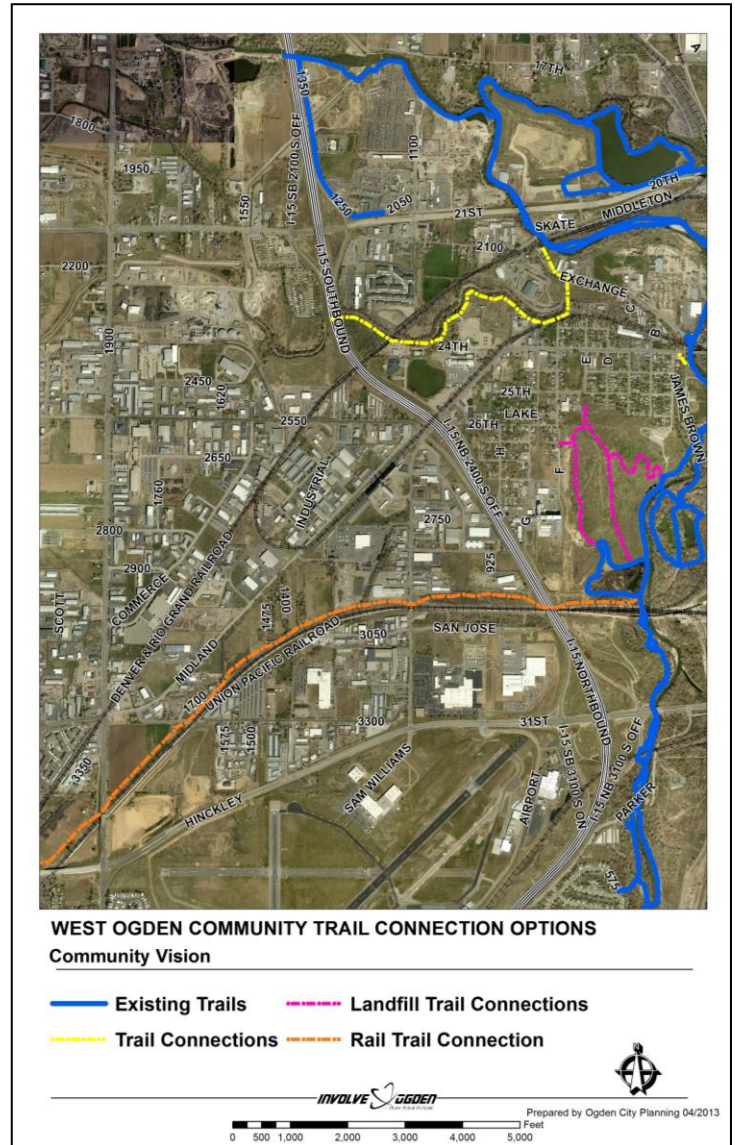 A
17TH
1800
1350
I-15 SB 2100 S OFF
1100
1950
1550
1250
2050
20TH
21ST
SKATE
MIDDLETON
2100
2200
EXCHANGE
I-15 SOUTHBOUND
C
B
1900
24TH
E
D
JAMES BROWN
2450
1620
25TH
LAKE
26TH
2550
I-15 NB 2400 S OFF
H
2650
INDUSTRIAL
F
1760
G
2750
2800
925
2900
COMMERCE
DENVER & RIO GRAND RAILROAD
SCOTT
1475
1400
MIDLAND
UNION PACIFIC RAILROAD
3050
SAN JOSE
1700
I-15 NORTHBOUND
3300
31ST
1575
1500
3350
SAM WILLIAMS
HINCKLEY
AIRPORT
I-15 SB 3100 S ON
I-15 NB 3100 S OFF
PARKER
575
WEST OGDEN COMMUNITY TRAIL CONNECTION OPTIONS
Community Vision
Existing Trails
Landfill Trail Connections
Trail Connections
Rail Trail Connection
N
INVOLVE OGDEN
Prepared by Ogden City Planning 04/2013
Feet
0 500 1,000 2,000 3,000 4,000 5,000